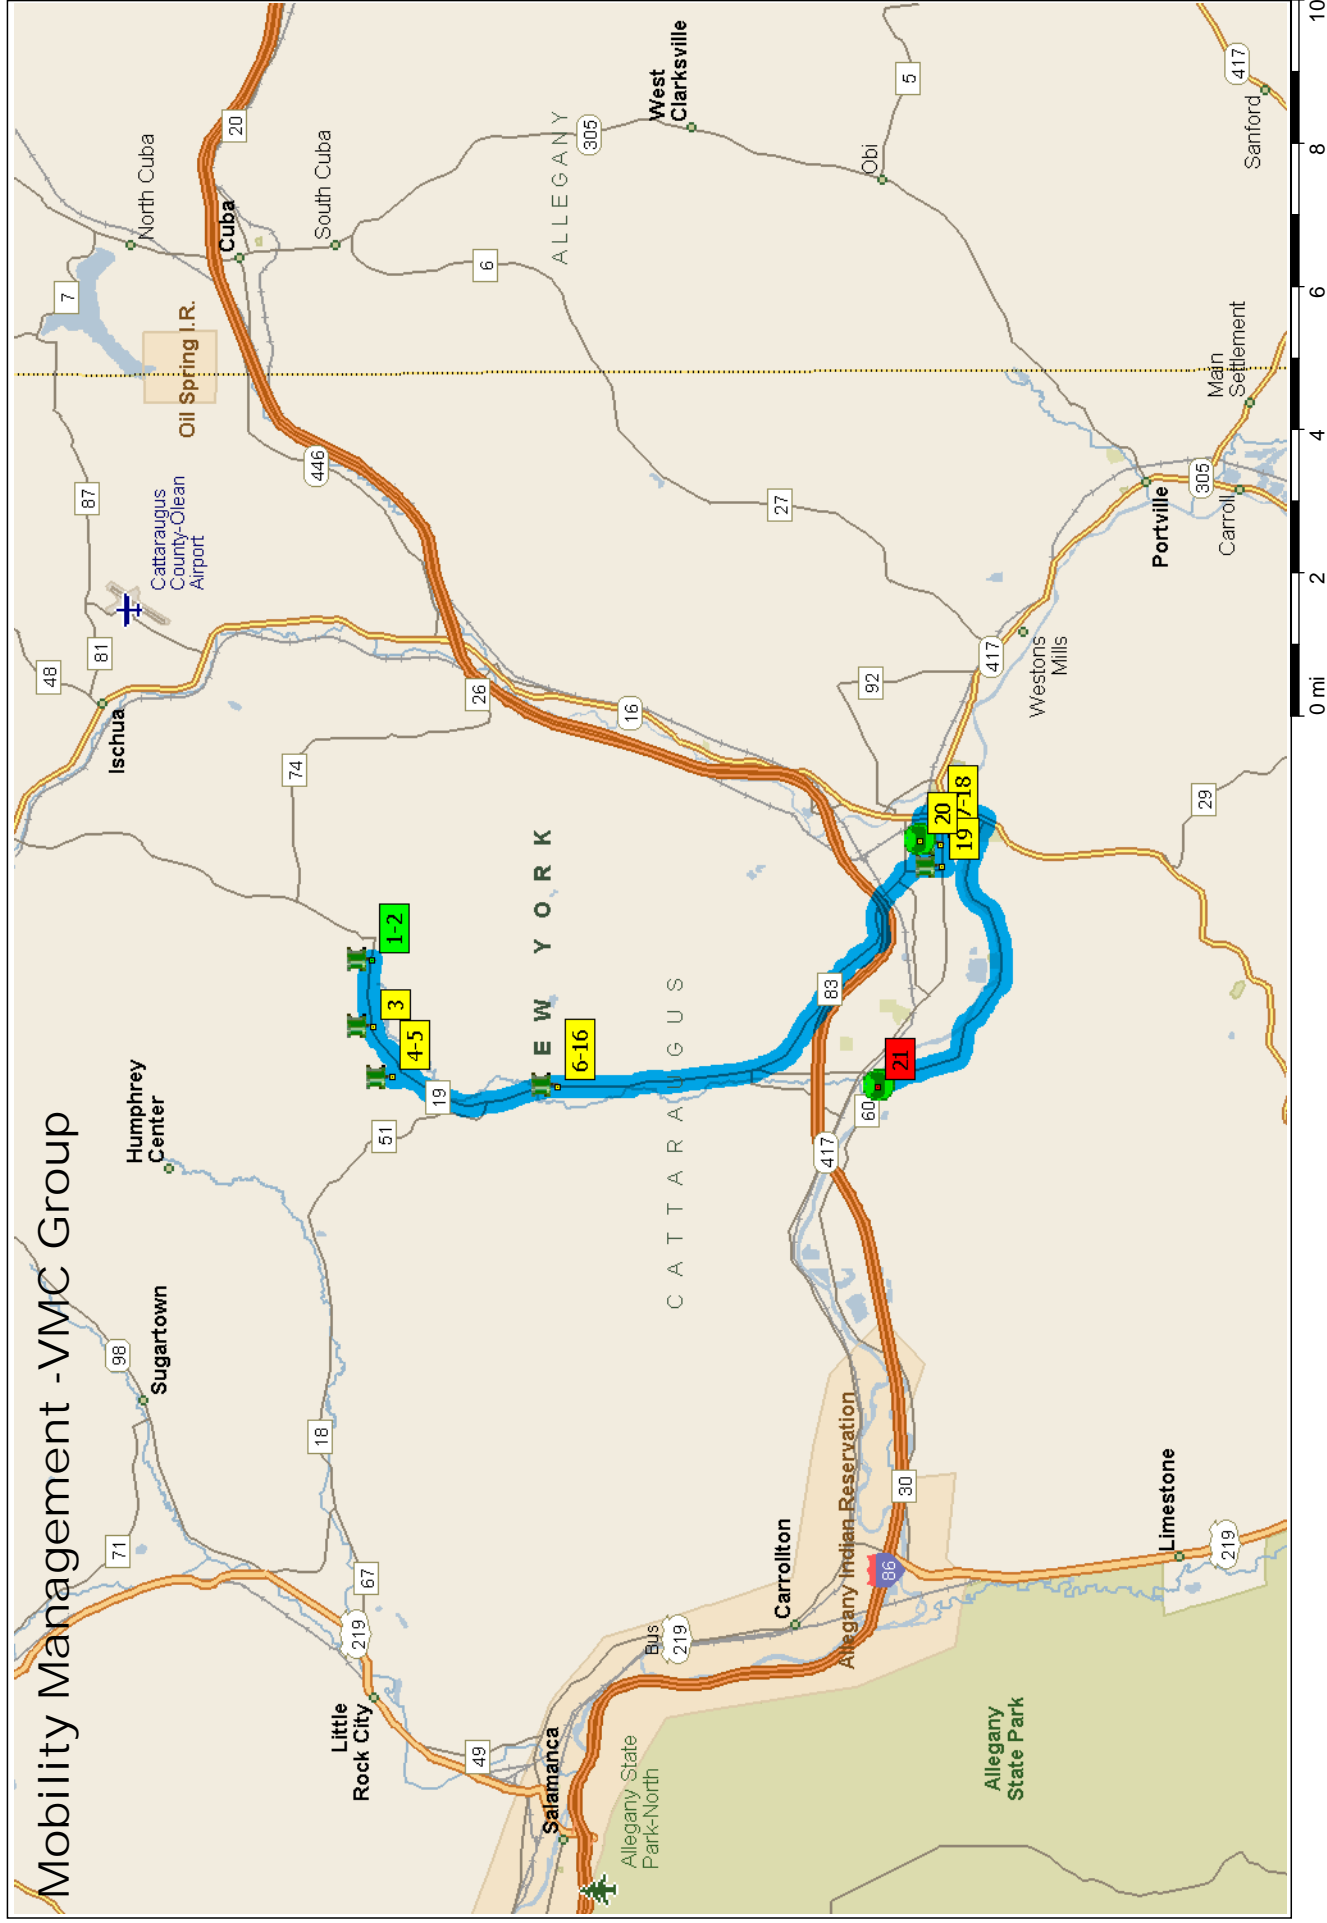 Mobility Management -VMC Group
98
Sugartown
71
18
67
219
Little
Rock City
49
Salamanca
Bus
219
Allegany State
Park-North
Allegany
State Park
Carrollton
Allegany Indian Reservation
86
30
Limestone
219
Humphrey
Center
51
19
4-5
3
1-2
6-16
NEW YORK
CATTARAUGUS
83
417
60
21
19
20
7-18
Ischua
48
81
87
Cattaraugus
County-Olean
Airport
74
26
16
446
7
Oil Spring I.R.
North Cuba
Cuba
20
South Cuba
6
ALLEGANY
305
West
Clarksville
27
92
417
Westons
Mills
Obi
5
Portville
305
Carroll
Main
Settlement
Sanford
417
29
0 mi
2
4
6
8
10